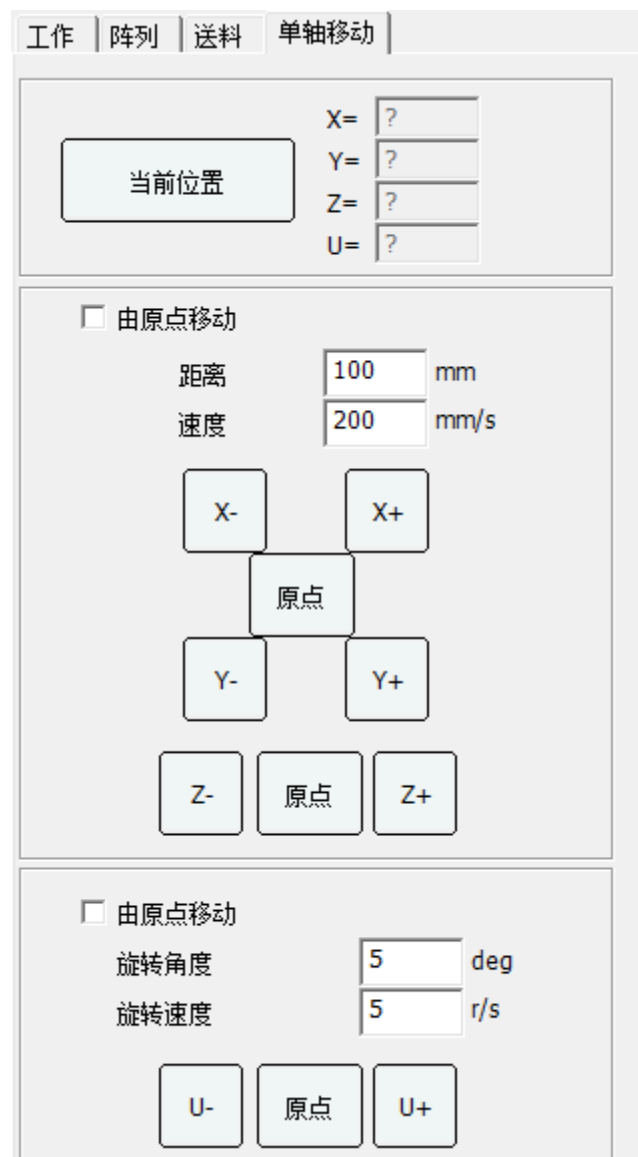 工作 阵列 送料 单轴移动
当前位置
X= ?
Y= ?
Z= ?
U= ?
由原点移动
距离 100 mm
速度 200 mm/s
X- X+
原点
Y- Y+
Z- 原点 Z+
由原点移动
旋转角度 5 deg
旋转速度 5 r/s
U- 原点 U+